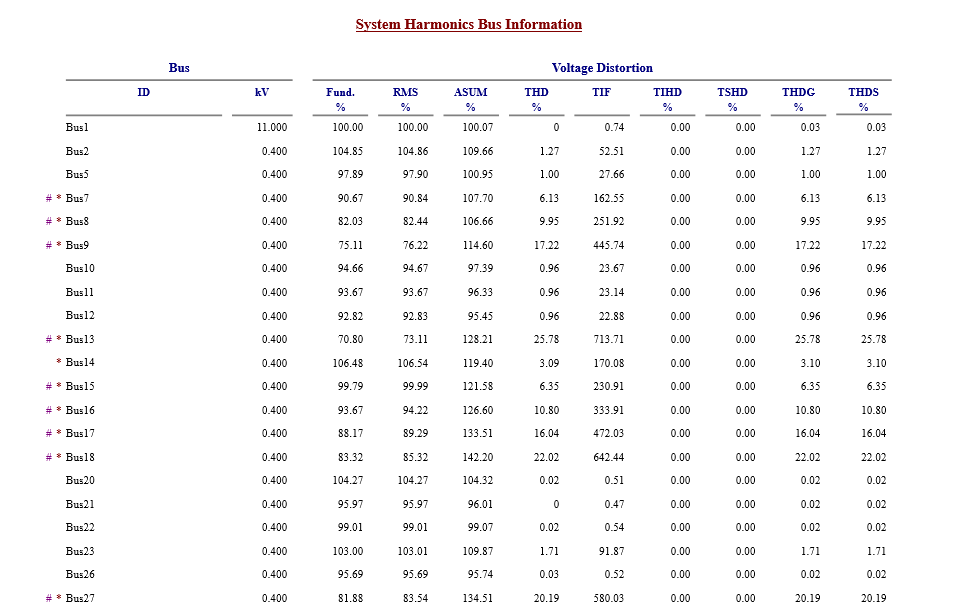 System Harmonics Bus Information
Bus Voltage Distortion
ID kV Fund. RMS ASUM THD TIF TIHD TSHD THDG THDS
% % % % % % % %
Bus1 11.000 100.00 100.00 100.07 0 0.74 0.00 0.00 0.03 0.03
Bus2 0.400 104.85 104.86 109.66 1.27 52.51 0.00 0.00 1.27 1.27
Bus5 0.400 97.89 97.90 100.95 1.00 27.66 0.00 0.00 1.00 1.00
# * Bus7 0.400 90.67 90.84 107.70 6.13 162.55 0.00 0.00 6.13 6.13
# * Bus8 0.400 82.03 82.44 106.66 9.95 251.92 0.00 0.00 9.95 9.95
# * Bus9 0.400 75.11 76.22 114.60 17.22 445.74 0.00 0.00 17.22 17.22
Bus10 0.400 94.66 94.67 97.39 0.96 23.67 0.00 0.00 0.96 0.96
Bus11 0.400 93.67 93.67 96.33 0.96 23.14 0.00 0.00 0.96 0.96
Bus12 0.400 92.82 92.83 95.45 0.96 22.88 0.00 0.00 0.96 0.96
# * Bus13 0.400 70.80 73.11 128.21 25.78 713.71 0.00 0.00 25.78 25.78
* Bus14 0.400 106.48 106.54 119.40 3.09 170.08 0.00 0.00 3.10 3.10
# * Bus15 0.400 99.79 99.99 121.58 6.35 230.91 0.00 0.00 6.35 6.35
# * Bus16 0.400 93.67 94.22 126.60 10.80 333.91 0.00 0.00 10.80 10.80
# * Bus17 0.400 88.17 89.29 133.51 16.04 472.03 0.00 0.00 16.04 16.04
# * Bus18 0.400 83.32 85.32 142.20 22.02 642.44 0.00 0.00 22.02 22.02
Bus20 0.400 104.27 104.27 104.32 0.02 0.51 0.00 0.00 0.02 0.02
Bus21 0.400 95.97 95.97 96.01 0 0.47 0.00 0.00 0.02 0.02
Bus22 0.400 99.01 99.01 99.07 0.02 0.54 0.00 0.00 0.02 0.02
Bus23 0.400 103.00 103.01 109.87 1.71 91.87 0.00 0.00 1.71 1.71
Bus26 0.400 95.69 95.69 95.74 0.03 0.52 0.00 0.00 0.02 0.02
# * Bus27 0.400 81.88 83.54 134.51 20.19 580.03 0.00 0.00 20.19 20.19